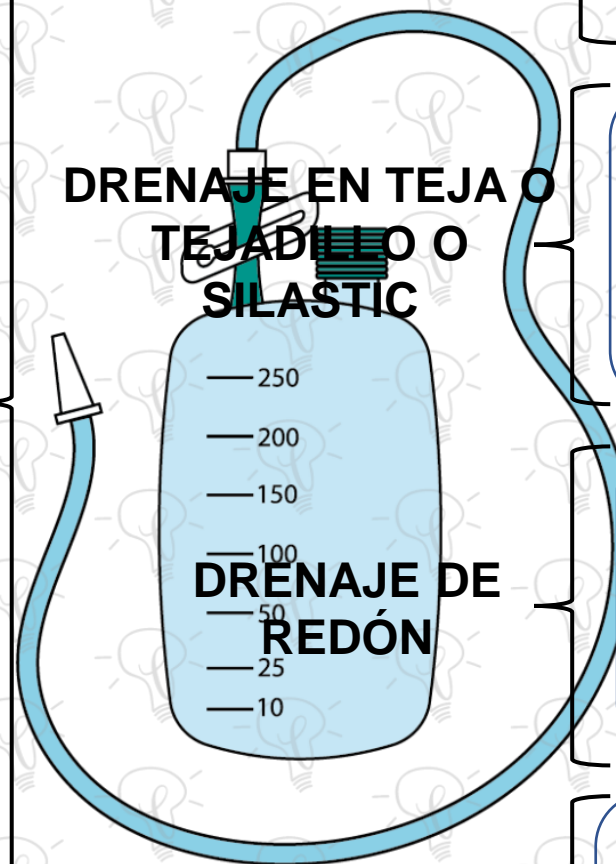 DRENAJE EN TEJA O
TEJADILLO O
SILASTIC
250
200
150
100
DRENAJE DE
50
REDÓN
25
10